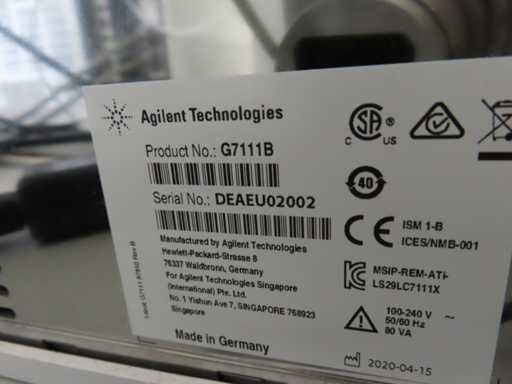 Agilent Technologies
Product No.: G7111B
Serial No.: DEAEU02002
Manufactured by Agilent Technologies
Hewlett-Packard-Strasse 8
76337 Waldbronn, Germany
For Agilent Technologies Singapore
(International) Pte. Ltd.
No. 1 Yishun Ave 7, SINGAPORE 768923
Singapore
Made in Germany
C SA ® US
40
CE ISM 1-B
ICES/NMB-001
MSIP-REM-ATI-
LS29LC7111X
100-240 V ~
50/60 Hz
80 VA
2020-04-15